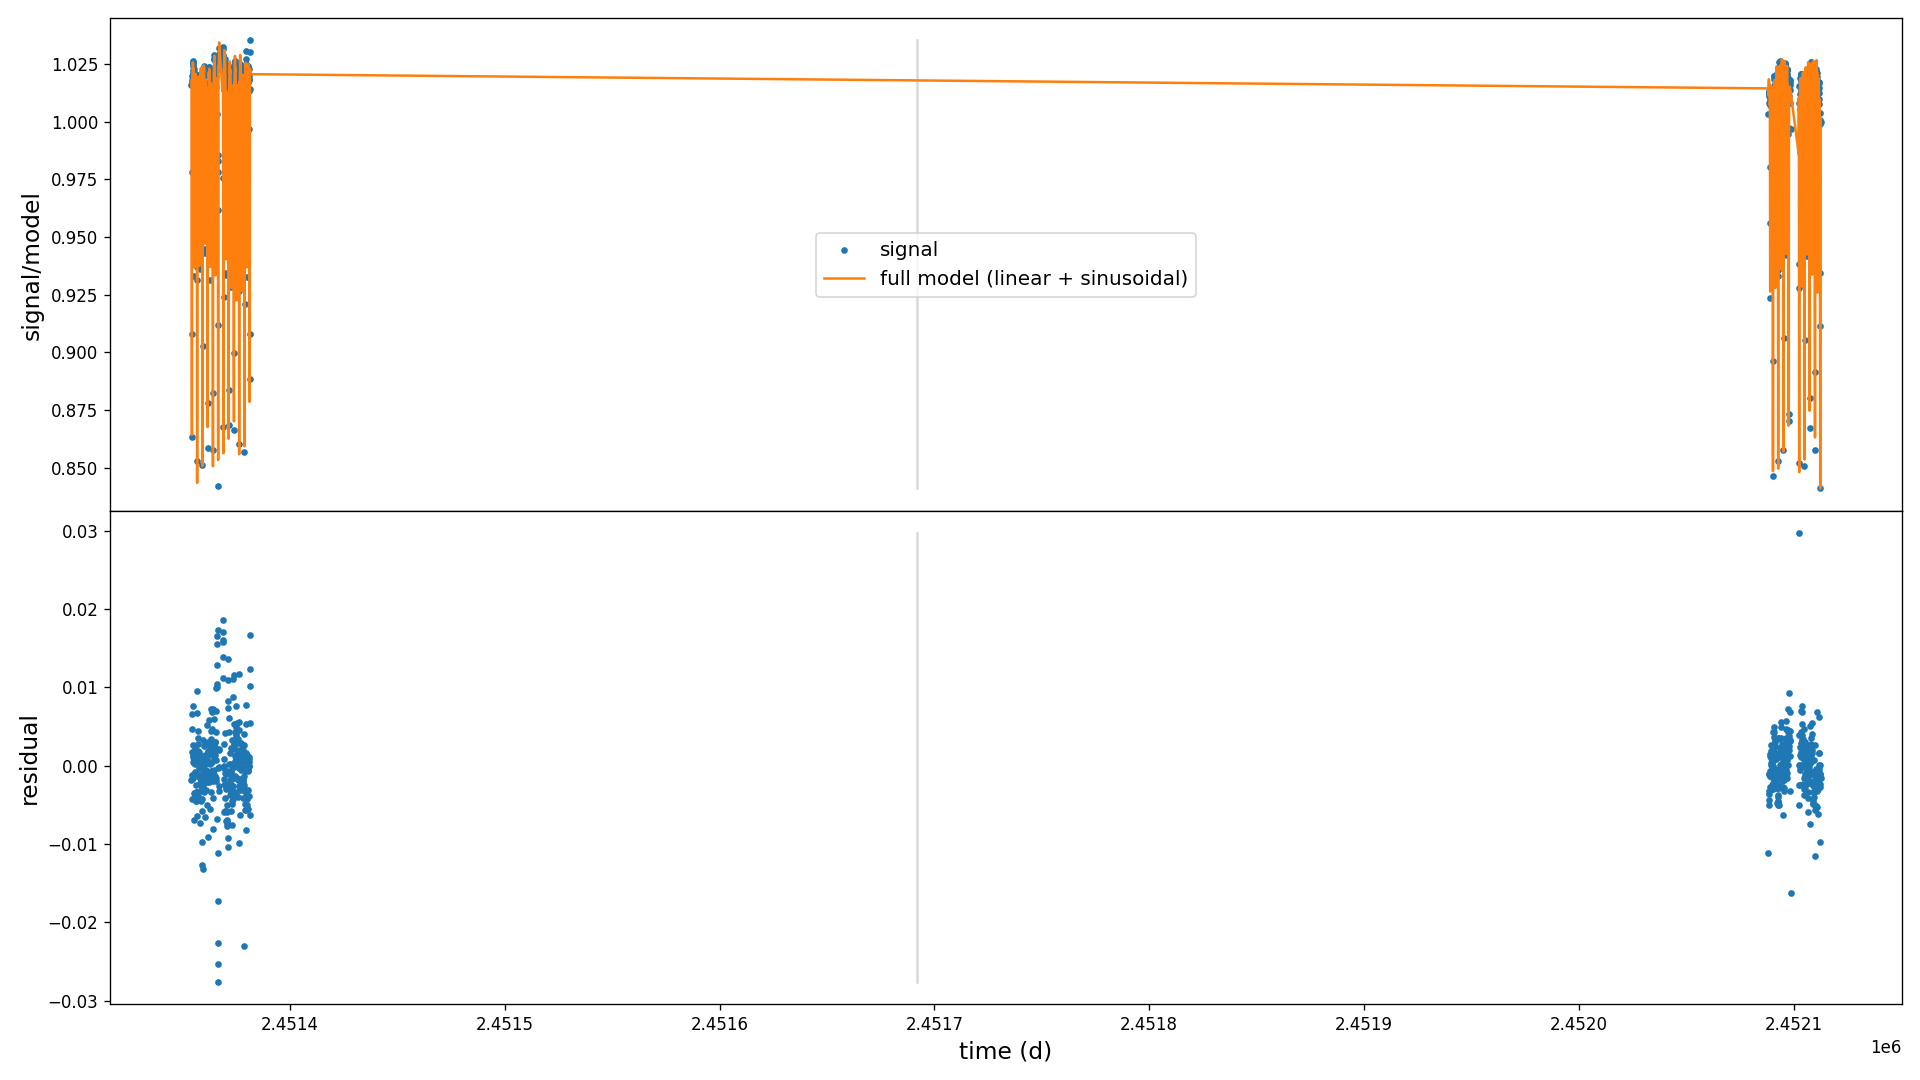 1.025
1.000
0.975
0.950
0.925
0.900
0.875
0.850
signal/model
signal
full model (linear + sinusoidal)
0.03
0.02
0.01
0.00
−0.01
−0.02
−0.03
residual
2.4514 2.4515 2.4516 2.4517 2.4518 2.4519 2.4520 2.4521
1e6
time (d)